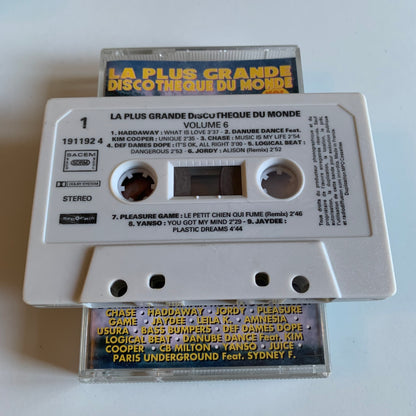 LA PLUS GRANDE
DISCOTHEQUE DU MONDE
1
191192 4
LA PLUS GRANDE DISCOTHEQUE DU MONDE
VOLUME 6
1. HADDAWAY : WHAT IS LOVE 3'37 - 2. DANUBE DANCE Feat.
KIM COOPER : UNIQUE 2'35 - 3. CHASE : MUSIC IS MY LIFE 2'54
4. DEF DAMES DOPE : IT'S OK, ALL RIGHT 3'00 - 5. LOGICAL BEAT :
DANGEROUS 2'53 - 6. JORDY : ALISON (Remix) 2'52
SACEM
DOLBY SYSTEM
STEREO
7. PLEASURE GAME : LE PETIT CHIEN QUI FUME (Remix) 2'46
8. YANSO : YOU GOT MY MIND 2'29 - 9. JAYDEE :
PLASTIC DREAMS 4'44
CHASE • HADDAWAY • JORDY • PLEASURE
GAME • JAYDEE • LEILA K. • AMNESIA
USURA • BASS BUMPERS • DEF DAMES DOPE •
LOGICAL BEAT • DANUBE DANCE Feat. KIM
COOPER • CB MILTON • YANSO • JUICE •
PARIS UNDERGROUND Feat. SYDNEY F.